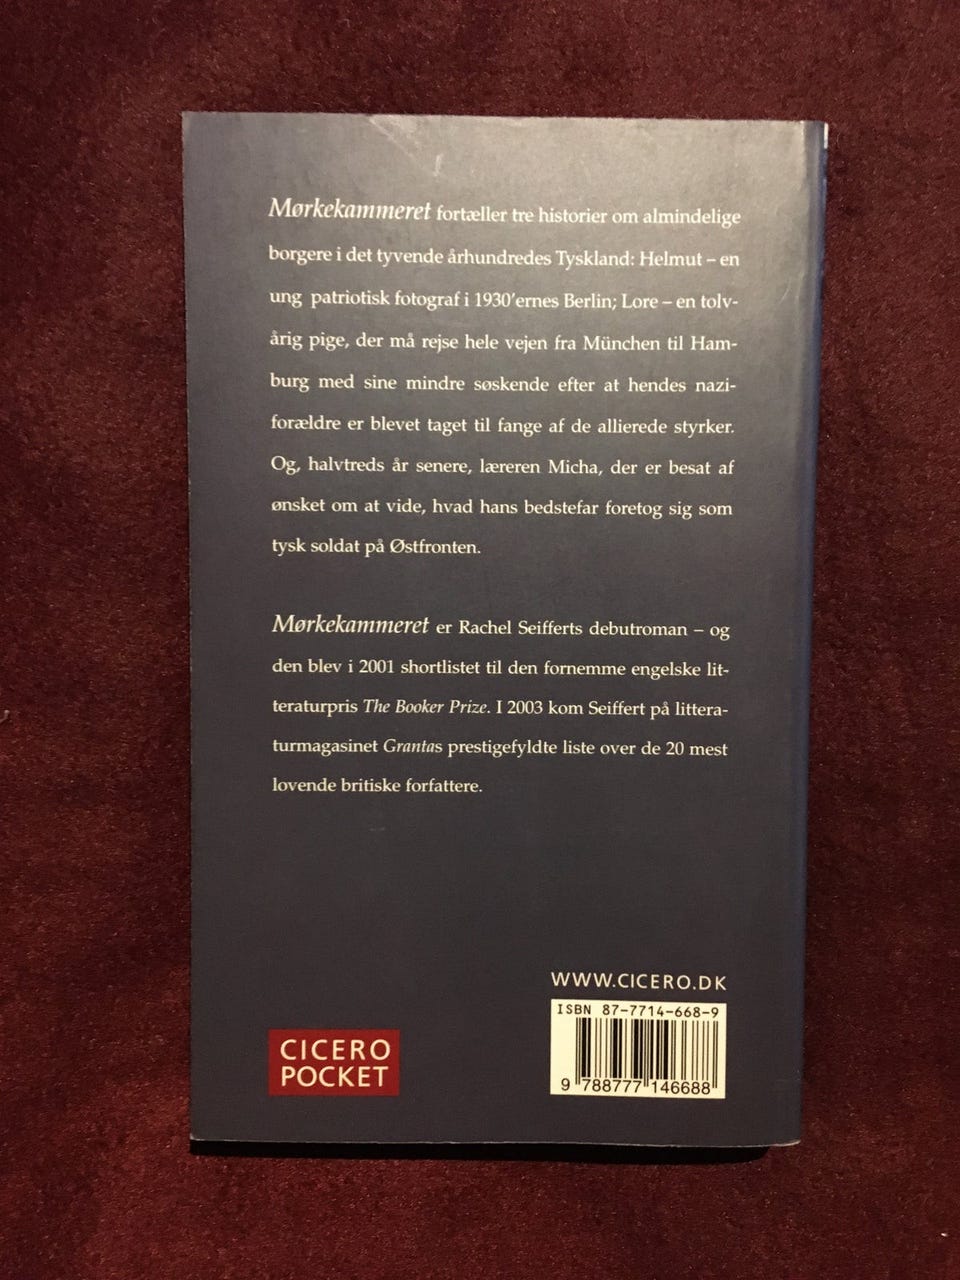 Mørkekammeret fortæller tre historier om almindelige
borgere i det tyvende århundredes Tyskland: Helmut – en
ung patriotisk fotograf i 1930'ernes Berlin; Lore – en tolv-
årig pige, der må rejse hele vejen fra München til Ham-
burg med sine mindre søskende efter at hendes nazi-
forældre er blevet taget til fange af de allierede styrker.
Og, halvtreds år senere, læreren Micha, der er besat af
ønsket om at vide, hvad hans bedstefar foretog sig som
tysk soldat på Østfronten.
Mørkekammeret er Rachel Seifferts debutroman – og
den blev i 2001 shortlistet til den fornemme engelske lit-
teraturpris The Booker Prize. I 2003 kom Seiffert på littera-
turmagasinet Grantas prestigefyldte liste over de 20 mest
lovende britiske forfattere.
WWW.CICERO.DK
ISBN 87-7714-668-9
9 788777 146688
CICERO
POCKET